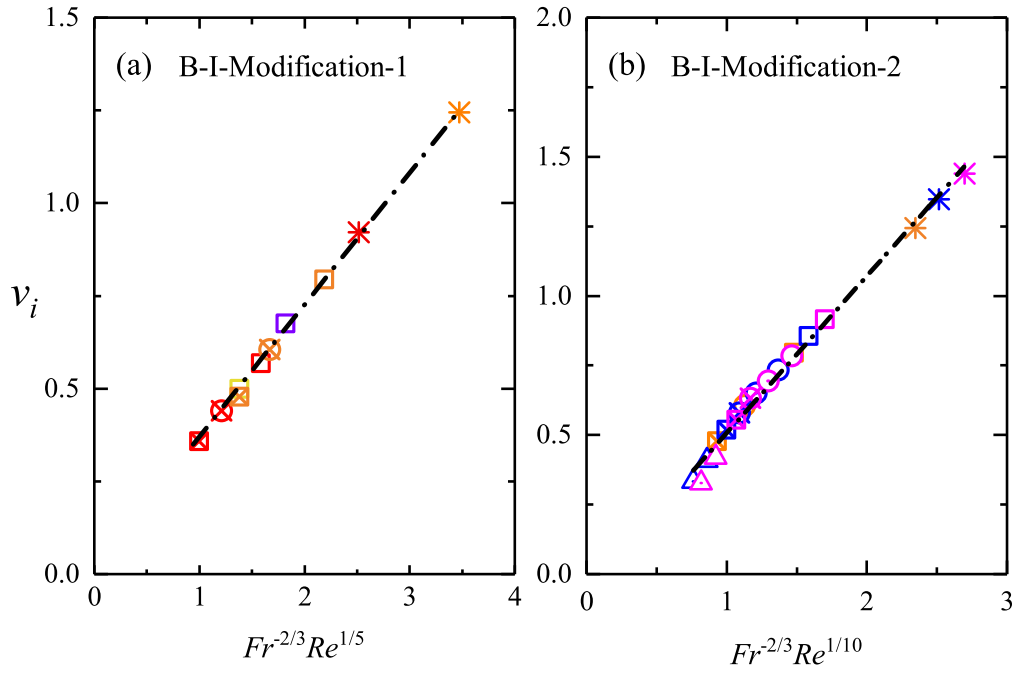 (a) B-I-Modification-1
1.5
1.0
0.5
0.0
v_i
0 1 2 3 4
Fr^{-2/3}Re^{1/5}
(b) B-I-Modification-2
2.0
1.5
1.0
0.5
0.0
0 1 2 3
Fr^{-2/3}Re^{1/10}